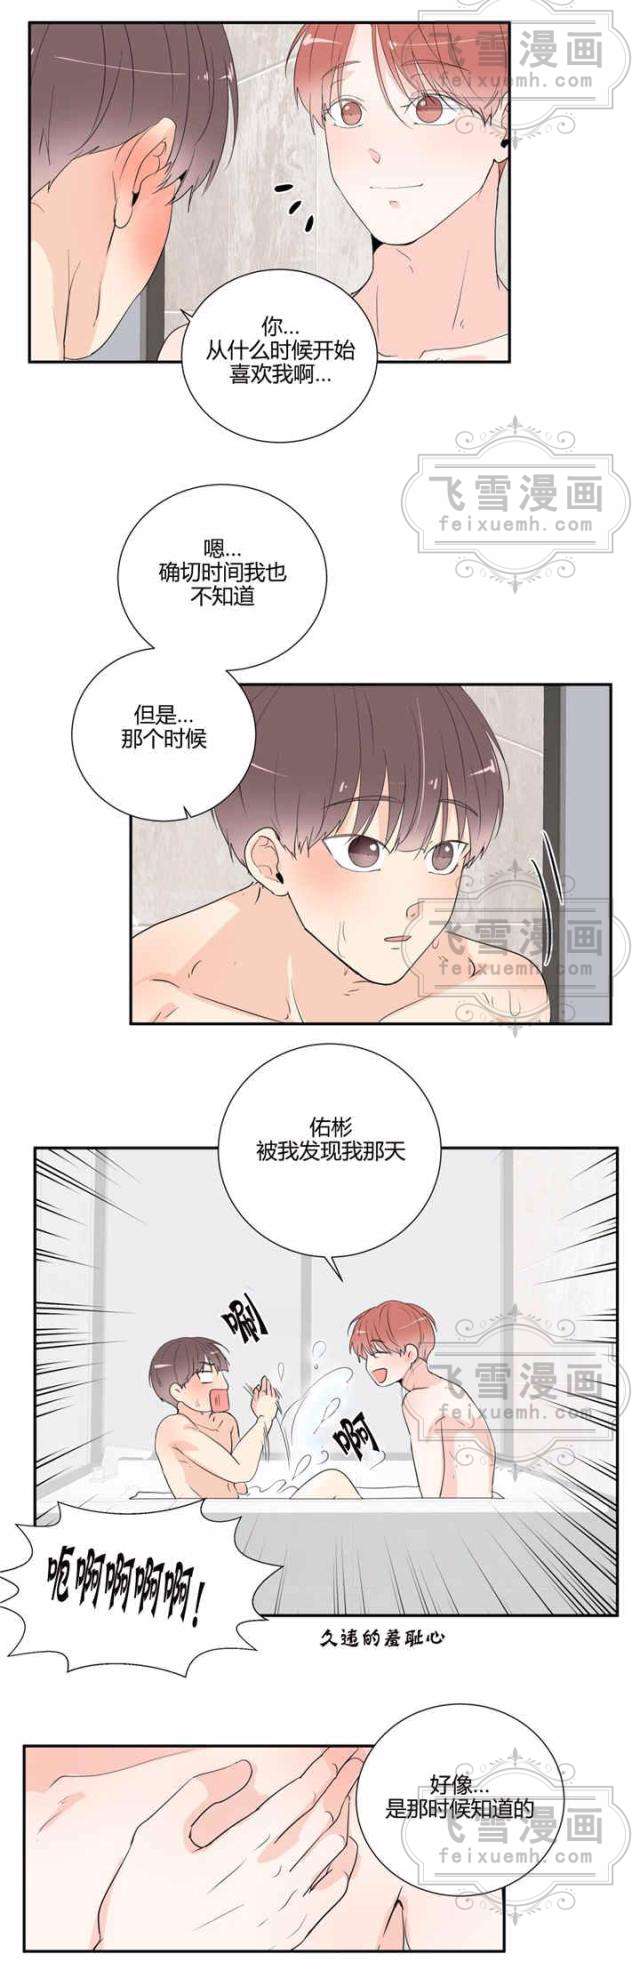 飞雪漫画
feixuemh.com
你...
从什么时候开始
喜欢我啊...
飞雪漫画
feixuemh.com
嗯...
确切时间我也
不知道
但是...
那个时候
飞雪漫画
feixuemh.com
佑彬
被我发现我那天
唰
飞雪漫画
feixuemh.com
啊
呃啊啊啊啊!
久违的羞耻心
好像...
是那时候知道的
飞雪漫画
feixuemh.com